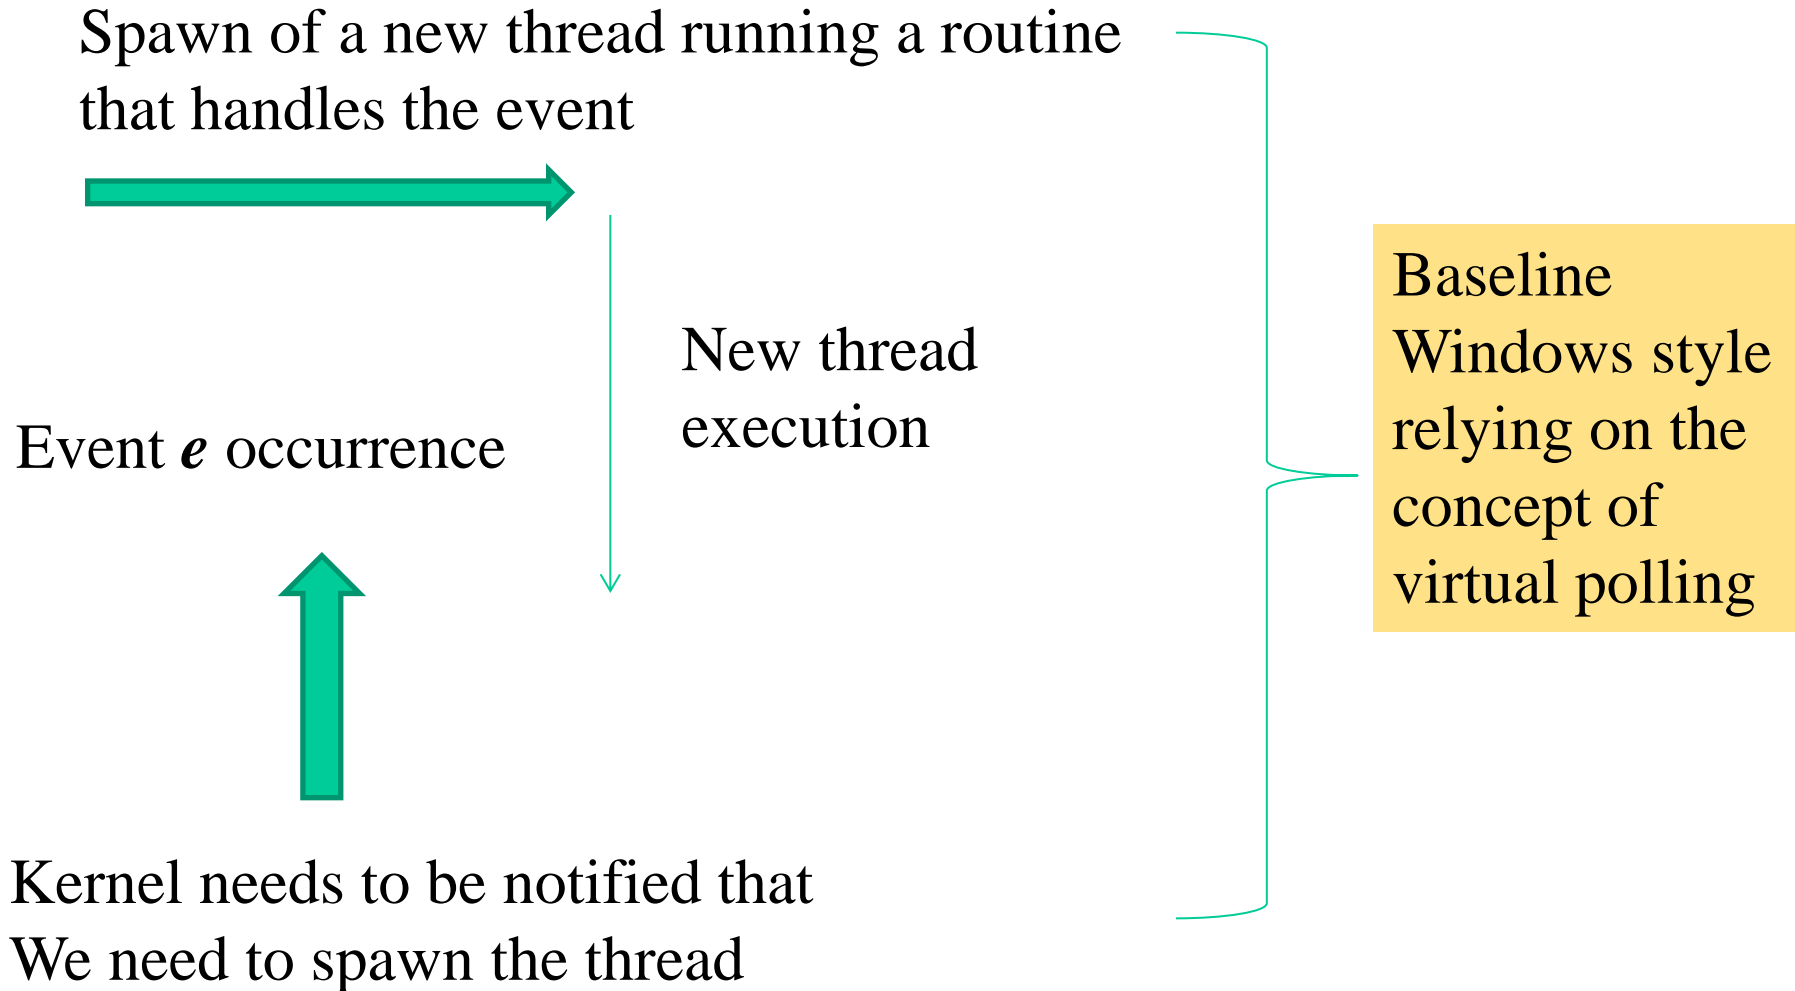 Spawn of a new thread running a routine
that handles the event
New thread
execution
Event e occurrence
Kernel needs to be notified that
We need to spawn the thread
Baseline
Windows style
relying on the
concept of
virtual polling